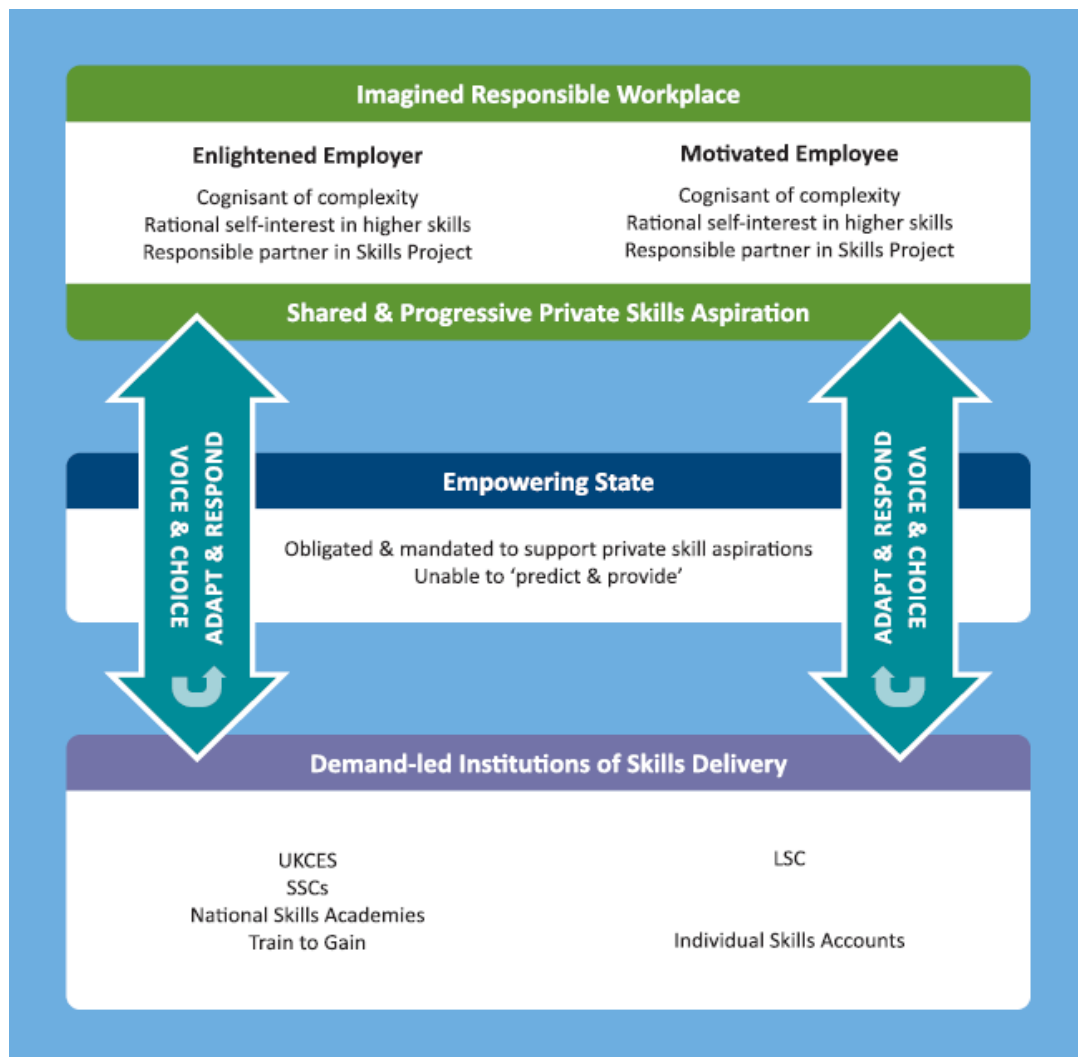 Imagined Responsible Workplace
Enlightened Employer
Cognisant of complexity
Rational self-interest in higher skills
Responsible partner in Skills Project
Motivated Employee
Cognisant of complexity
Rational self-interest in higher skills
Responsible partner in Skills Project
Shared & Progressive Private Skills Aspiration
VOICE & CHOICE
ADAPT & RESPOND
Empowering State
Obligated & mandated to support private skill aspirations
Unable to ‘predict & provide’
ADAPT & RESPOND
VOICE & CHOICE
Demand-led Institutions of Skills Delivery
UKCES
SSCs
National Skills Academies
Train to Gain
LSC
Individual Skills Accounts